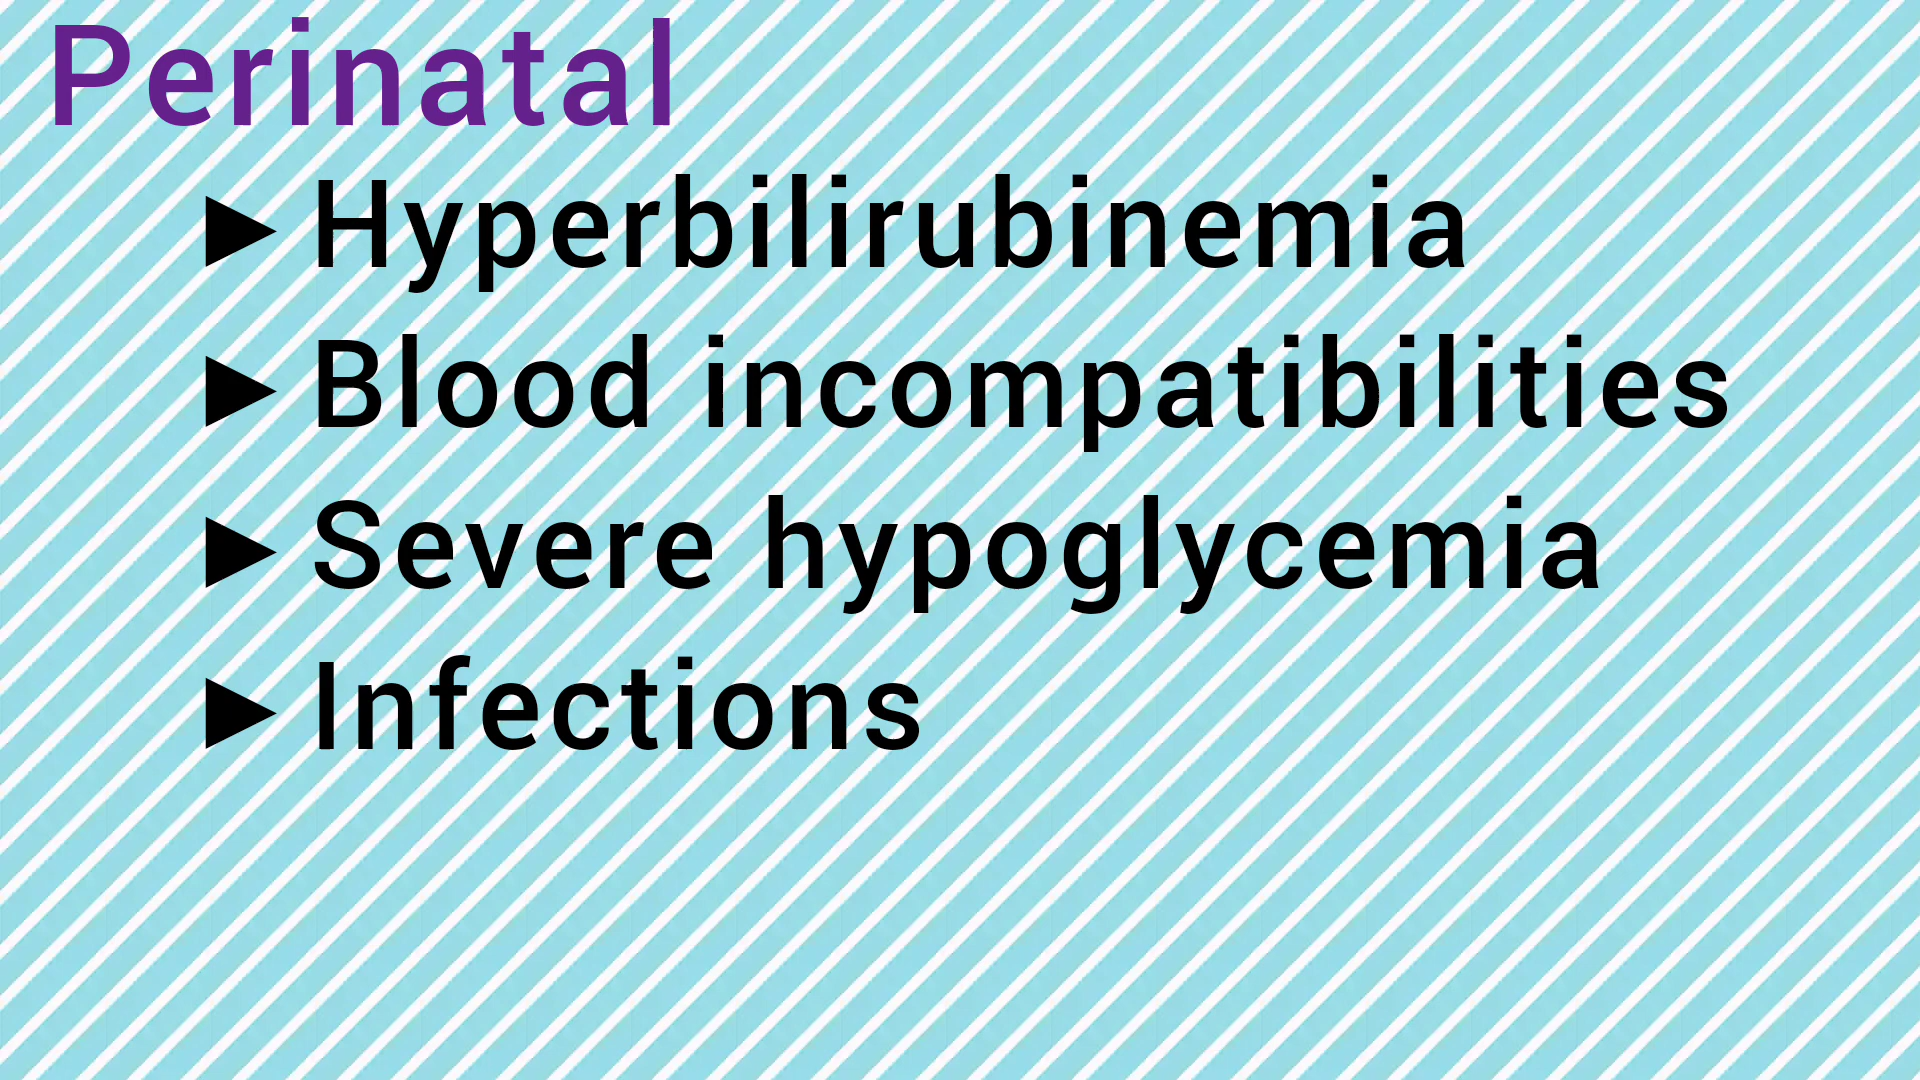 Perinatal
► Hyperbilirubinemia
► Blood incompatibilities
► Severe hypoglycemia
► Infections